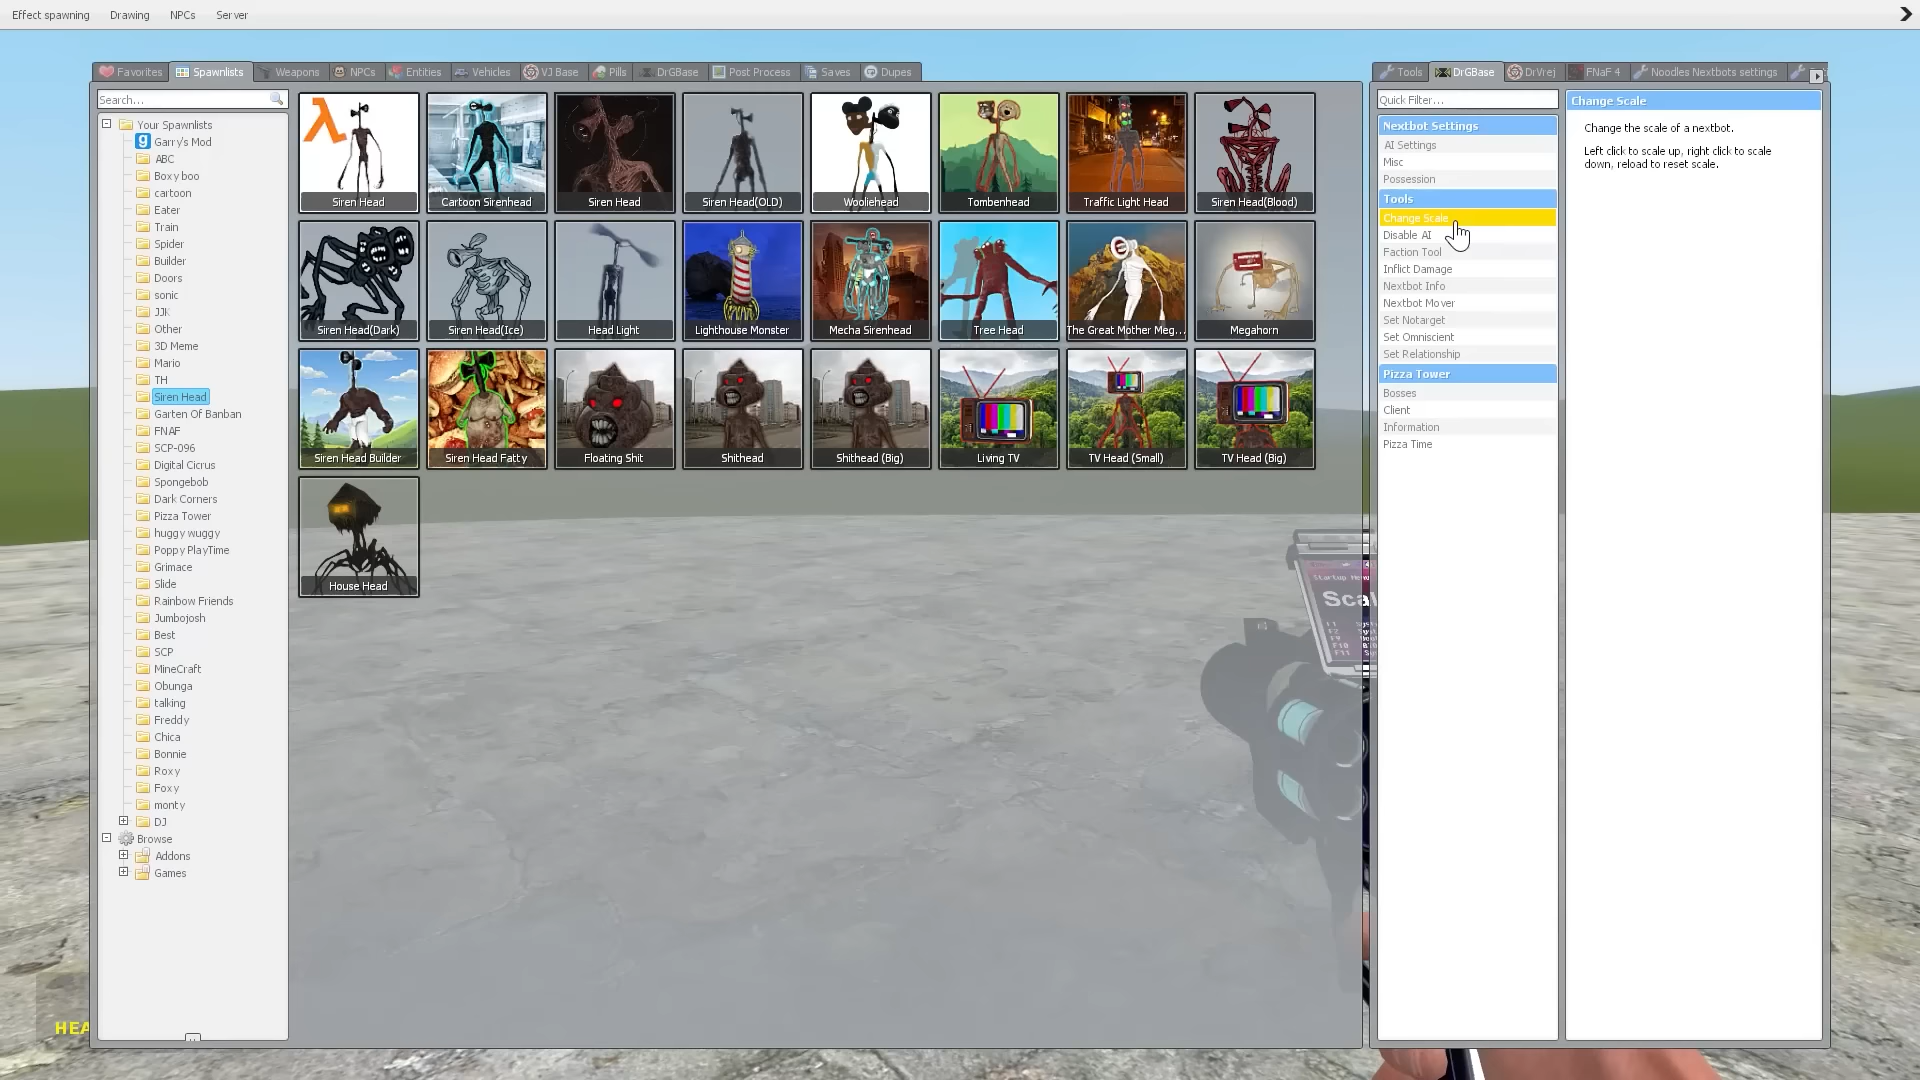 Effect spawning Drawing NPCs Server
Favorites Spawnlists Weapons NPCs Entities Vehicles VJ Base Pills DrGBase Post Process Saves Dupes
Search...
Your Spawnlists
Garry's Mod
ABC
Boxy boo
cartoon
Eater
Train
Spider
Builder
Doors
sonic
JJK
Other
3D Meme
Mario
TH
Siren Head
Garten Of Banban
FNAF
SCP-096
Digital Cicrus
Spongebob
Dark Corners
Pizza Tower
huggy wuggy
Poppy PlayTime
Grimace
Slide
Rainbow Friends
Jumbojosh
Best
SCP
MineCraft
Obunga
talking
Freddy
Chica
Bonnie
Roxy
Foxy
monty
DJ
Browse
Addons
Games
Siren Head Cartoon Sirenhead Siren Head Siren Head(OLD) Wooliehead Tombenhead Traffic Light Head Siren Head(Blood)
Siren Head(Dark) Siren Head(Ice) Head Light Lighthouse Monster Mecha Sirenhead Tree Head The Great Mother Meg... Megahorn
Siren Head Builder Siren Head Fatty Floating Shit Shithead Shithead (Big) Living TV TV Head (Small) TV Head (Big)
House Head
HEA
Tools DrGBase DrVrej FNaF 4 Noodles Nextbots settings
Quick Filter...
Nextbot Settings
AI Settings
Misc
Possession
Tools
Change Scale
Disable AI
Faction Tool
Inflict Damage
Nextbot Info
Nextbot Mover
Set Notarget
Set Omniscient
Set Relationship
Pizza Tower
Bosses
Client
Information
Pizza Time
Change Scale
Change the scale of a nextbot.
Left click to scale up, right click to scale
down, reload to reset scale.
Scal